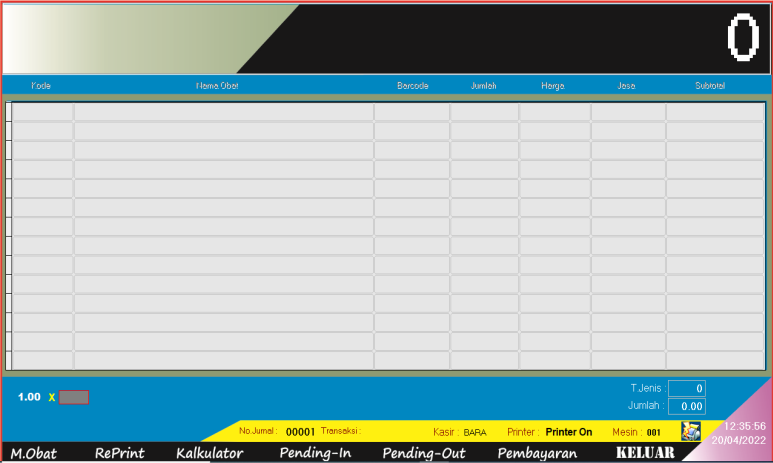 0
Kode Nama Obat Barcode Jumlah Harga Jasa Subtotal
T.Jenis : 0
1.00 X
Jumlah : 0.00
12:35:56
No.Jurnal : 00001 Transaksi : Kasir : BARA Printer : Printer On Mesin : 001
20/04/2022
M.Obat RePrint Kalkulator Pending-In Pending-Out Pembayaran KELUAR